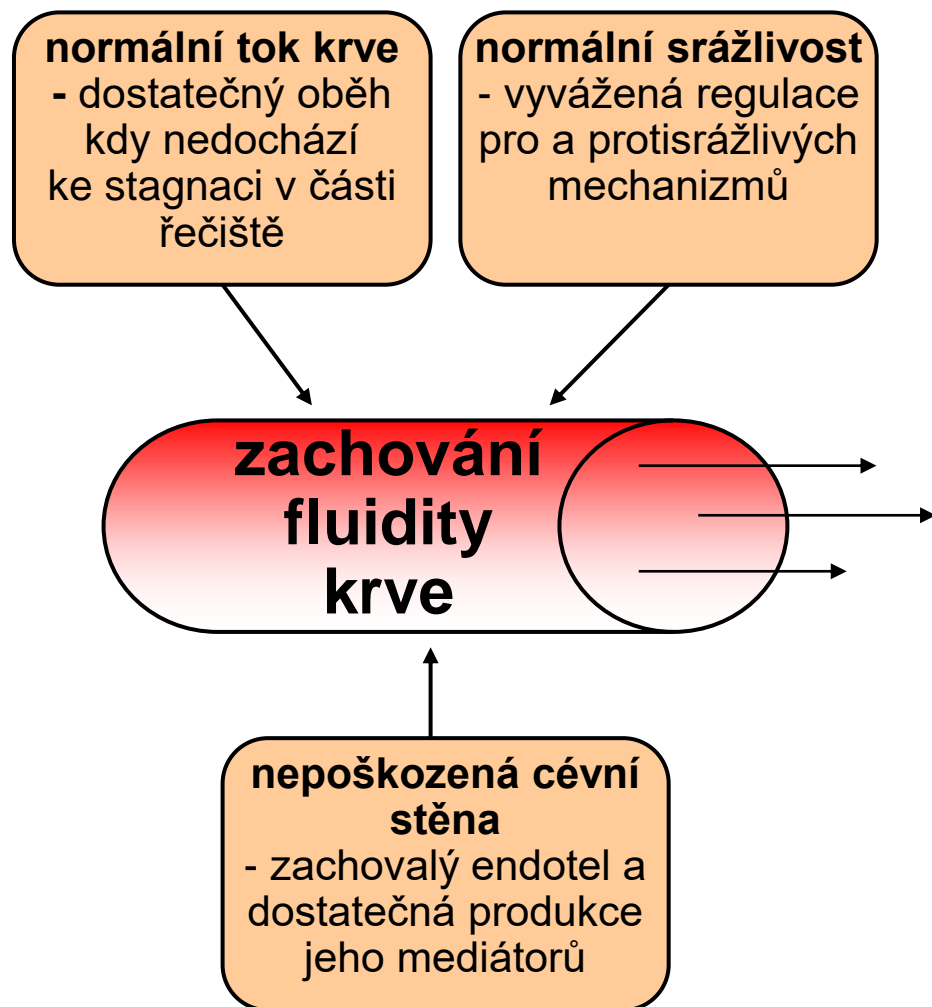 normální tok krve
- dostatečný oběh
kdy nedochází
ke stagnaci v části
řečiště
normální srážlivost
- vyvážená regulace
pro a protisrážlivých
mechanizmů
zachování
fluidity
krve
nepoškozená cévní
stěna
- zachovalý endotel a
dostatečná produkce
jeho mediátorů